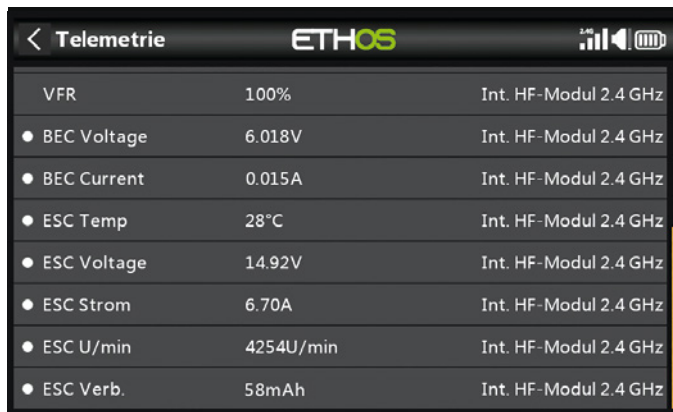 Telemetrie
ETHOS
2.4G
VFR 100% Int. HF-Modul 2.4 GHz
BEC Voltage 6.018V Int. HF-Modul 2.4 GHz
BEC Current 0.015A Int. HF-Modul 2.4 GHz
ESC Temp 28°C Int. HF-Modul 2.4 GHz
ESC Voltage 14.92V Int. HF-Modul 2.4 GHz
ESC Strom 6.70A Int. HF-Modul 2.4 GHz
ESC U/min 4254U/min Int. HF-Modul 2.4 GHz
ESC Verb. 58mAh Int. HF-Modul 2.4 GHz